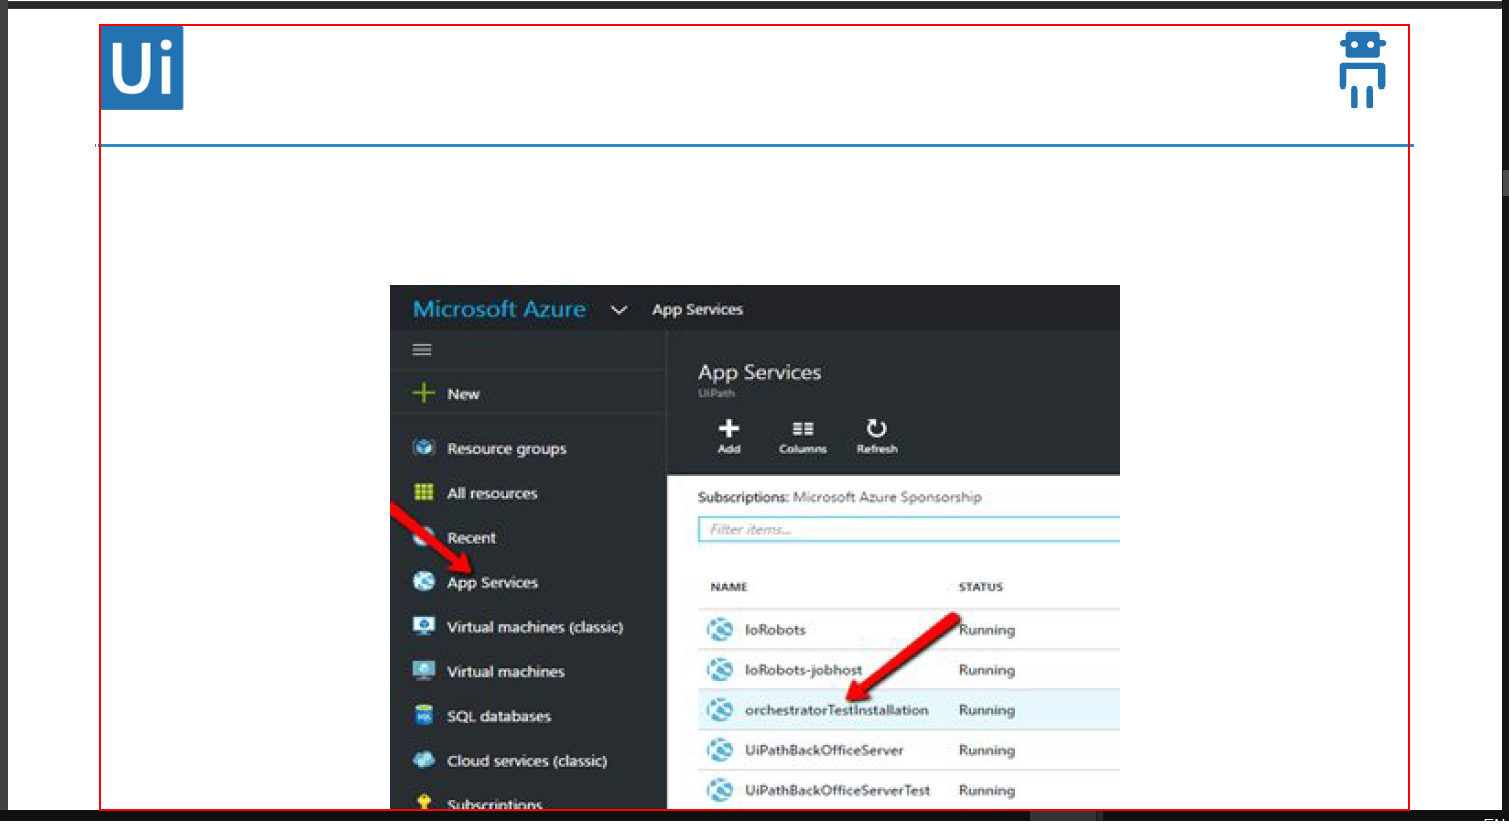 Ui
Microsoft Azure App Services
App Services
UiPath
New
Add Columns Refresh
Resource groups
All resources
Recent
App Services
Virtual machines (classic)
Virtual machines
SQL databases
Cloud services (classic)
Subscriptions
Subscriptions: Microsoft Azure Sponsorship
Filter items...
NAME STATUS
IoRobots Running
IoRobots-jobhost Running
orchestratorTestInstallation Running
UiPathBackOfficeServer Running
UiPathBackOfficeServerTest Running